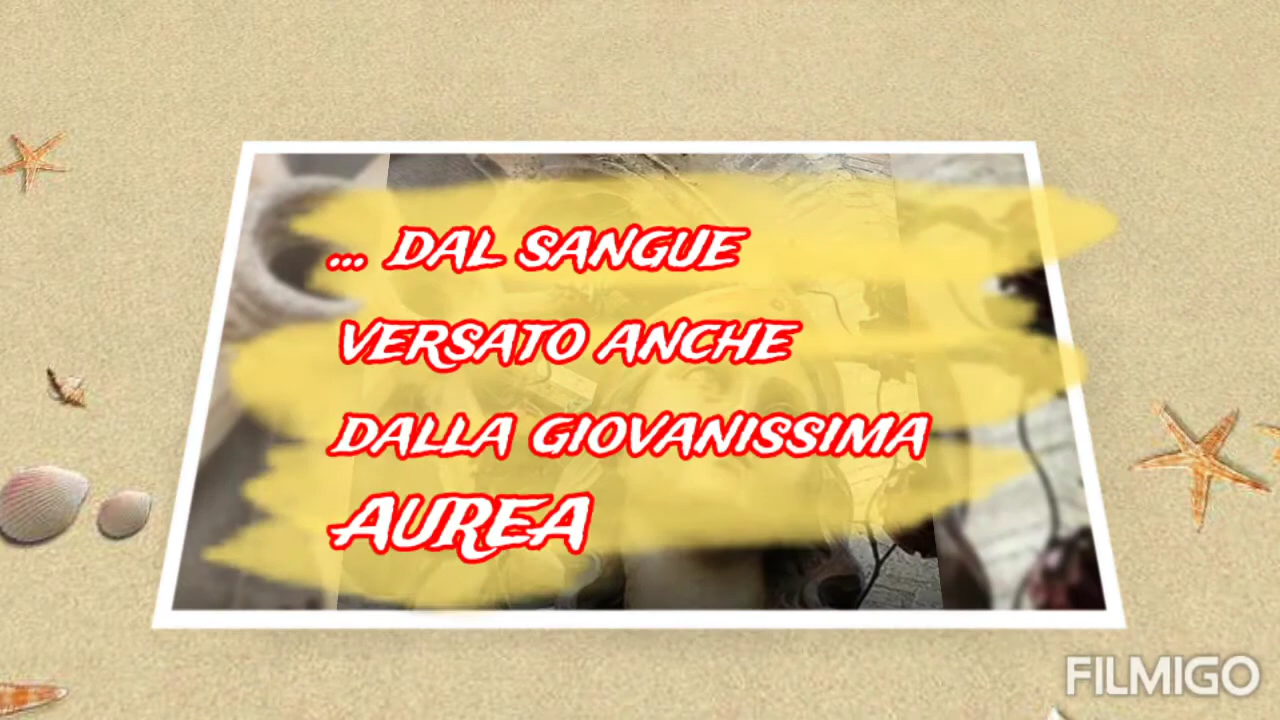 ... DAL SANGUE
VERSATO ANCHE
DALLA GIOVANISSIMA
AUREA
FILMIGO